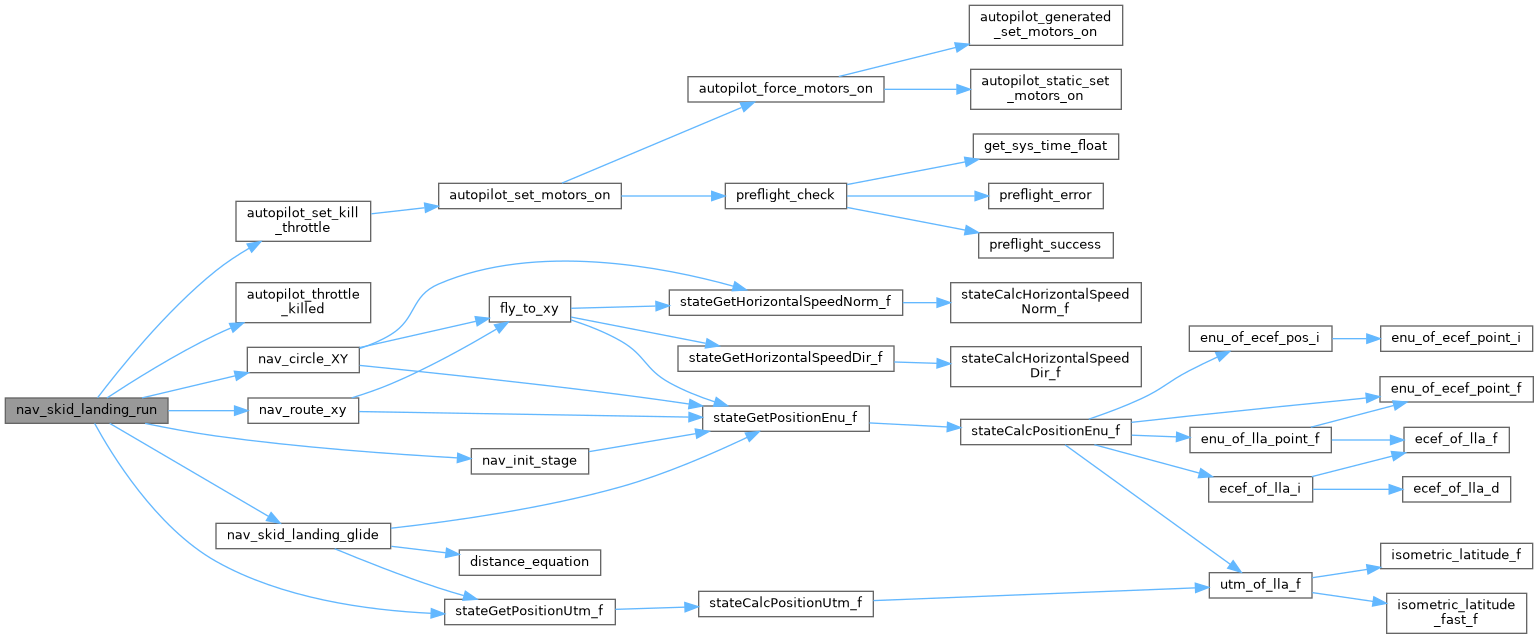 nav_skid_landing_run
autopilot_set_kill
_throttle
autopilot_throttle
_killed
nav_circle_XY
nav_route_xy
nav_init_stage
nav_skid_landing_glide
stateGetPositionUtm_f
autopilot_set_motors_on
fly_to_xy
distance_equation
autopilot_force_motors_on
preflight_check
stateGetHorizontalSpeedNorm_f
stateGetHorizontalSpeedDir_f
stateGetPositionEnu_f
stateCalcPositionUtm_f
autopilot_generated
_set_motors_on
autopilot_static_set
_motors_on
get_sys_time_float
preflight_error
preflight_success
stateCalcHorizontalSpeed
Norm_f
stateCalcHorizontalSpeed
Dir_f
stateCalcPositionEnu_f
enu_of_ecef_pos_i
enu_of_lla_point_f
ecef_of_lla_i
utm_of_lla_f
enu_of_ecef_point_i
enu_of_ecef_point_f
ecef_of_lla_f
ecef_of_lla_d
isometric_latitude_f
isometric_latitude
_fast_f